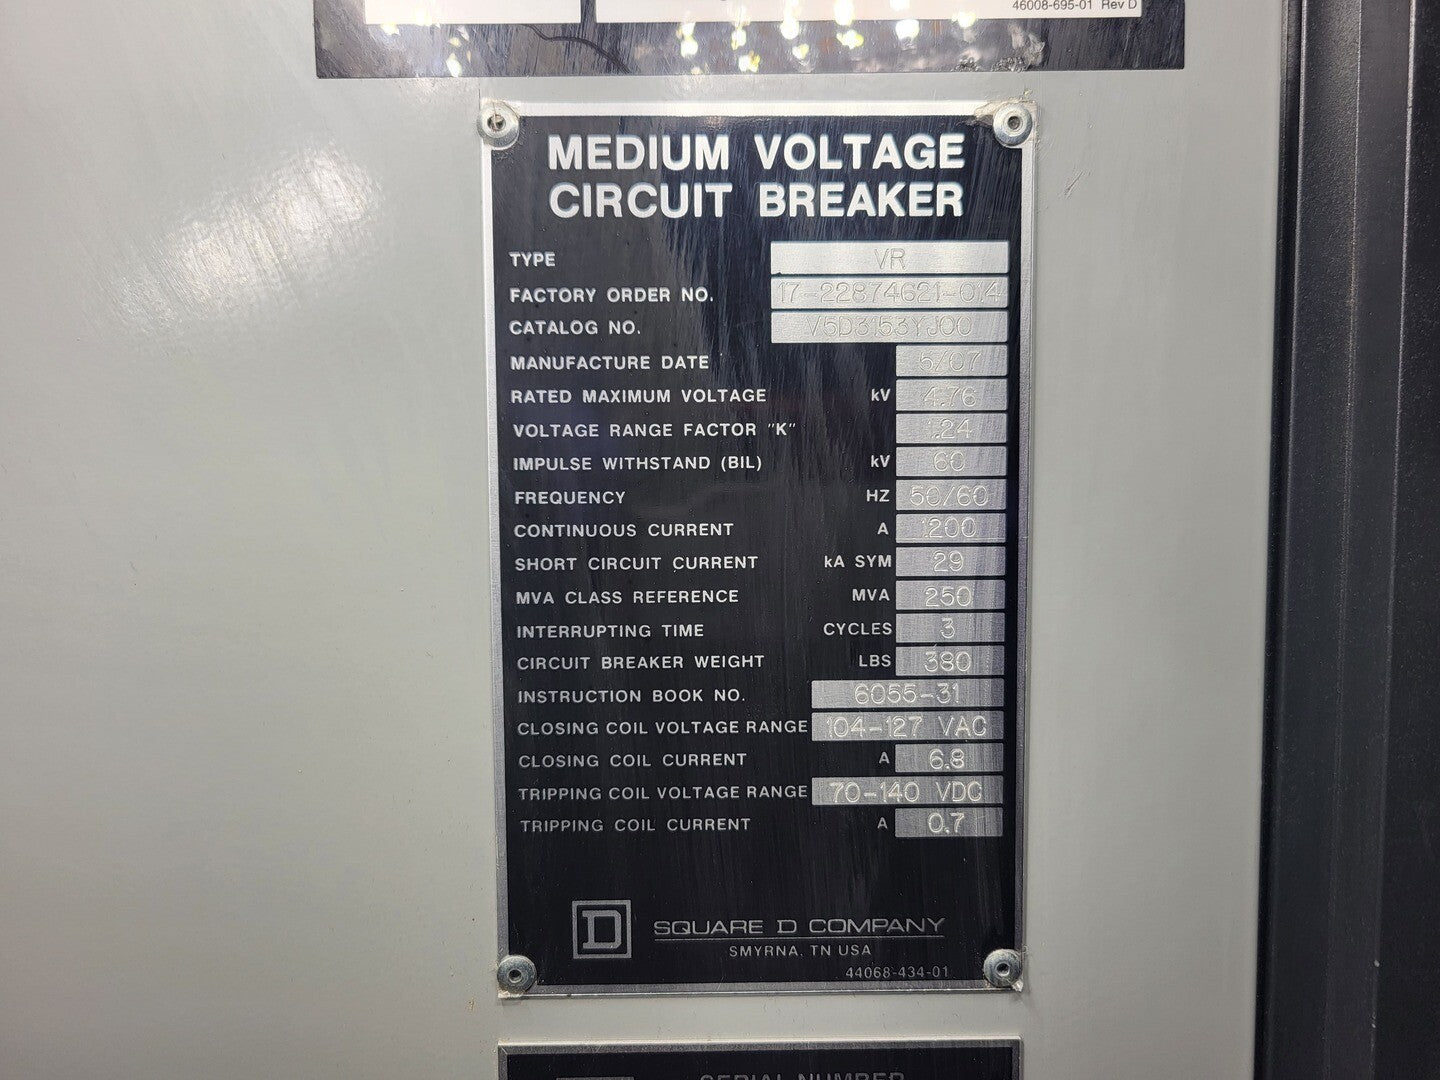 46008-695-01 Rev D
MEDIUM VOLTAGE
CIRCUIT BREAKER
TYPE VR
FACTORY ORDER NO. 17-22874621-014
CATALOG NO. V5D3153YJ00
MANUFACTURE DATE 5/07
RATED MAXIMUM VOLTAGE kV 4.76
VOLTAGE RANGE FACTOR "K" 1.24
IMPULSE WITHSTAND (BIL) kV 60
FREQUENCY HZ 50/60
CONTINUOUS CURRENT A 1200
SHORT CIRCUIT CURRENT kA SYM 29
MVA CLASS REFERENCE MVA 250
INTERRUPTING TIME CYCLES 3
CIRCUIT BREAKER WEIGHT LBS 380
INSTRUCTION BOOK NO. 6055-31
CLOSING COIL VOLTAGE RANGE 104-127 VAC
CLOSING COIL CURRENT A 6.8
TRIPPING COIL VOLTAGE RANGE 70-140 VDC
TRIPPING COIL CURRENT A 0.7
D SQUARE D COMPANY
SMYRNA, TN USA
44068-434-01
SERIAL NUMBER